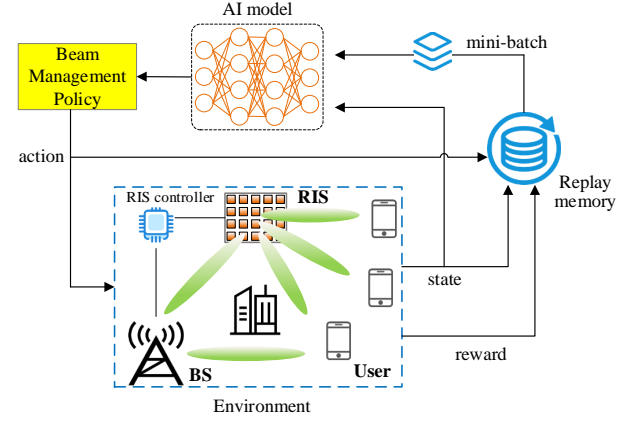 AI model
mini-batch
Beam
Management
Policy
action
Replay
memory
RIS controller
RIS
state
reward
BS
User
Environment